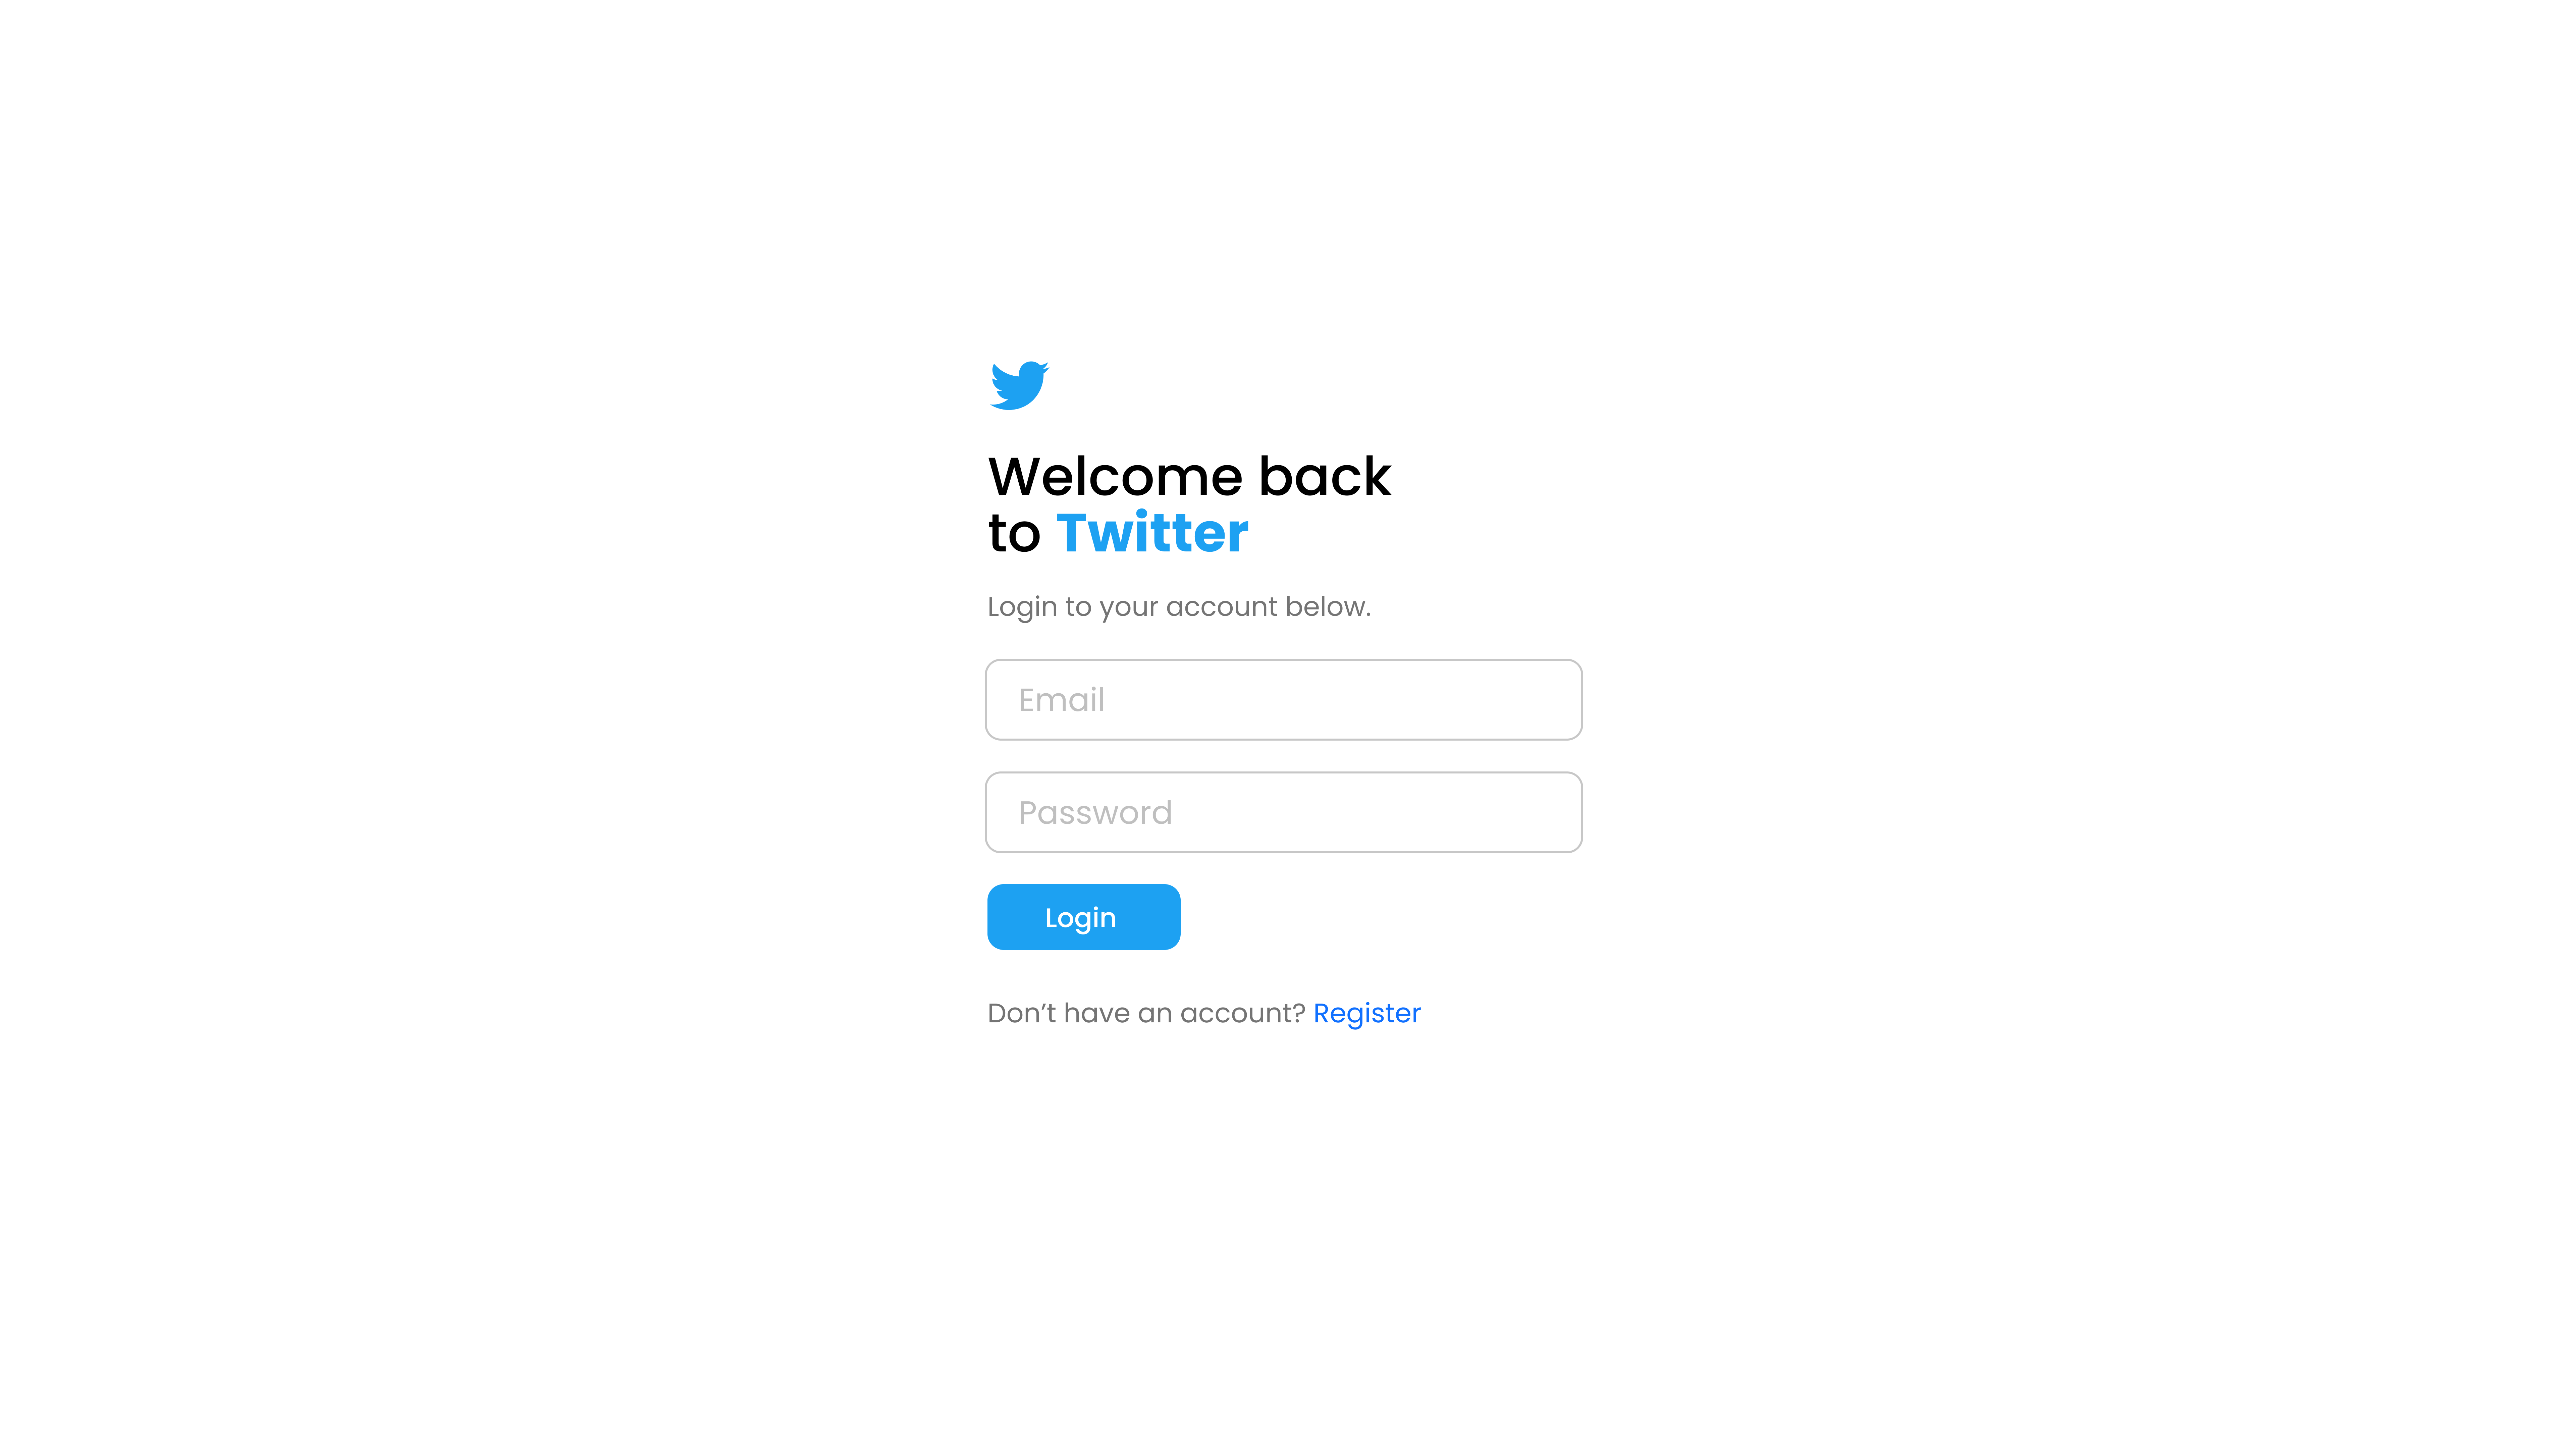 Welcome back
to Twitter
Login to your account below.
Email
Password
Login
Don’t have an account? Register